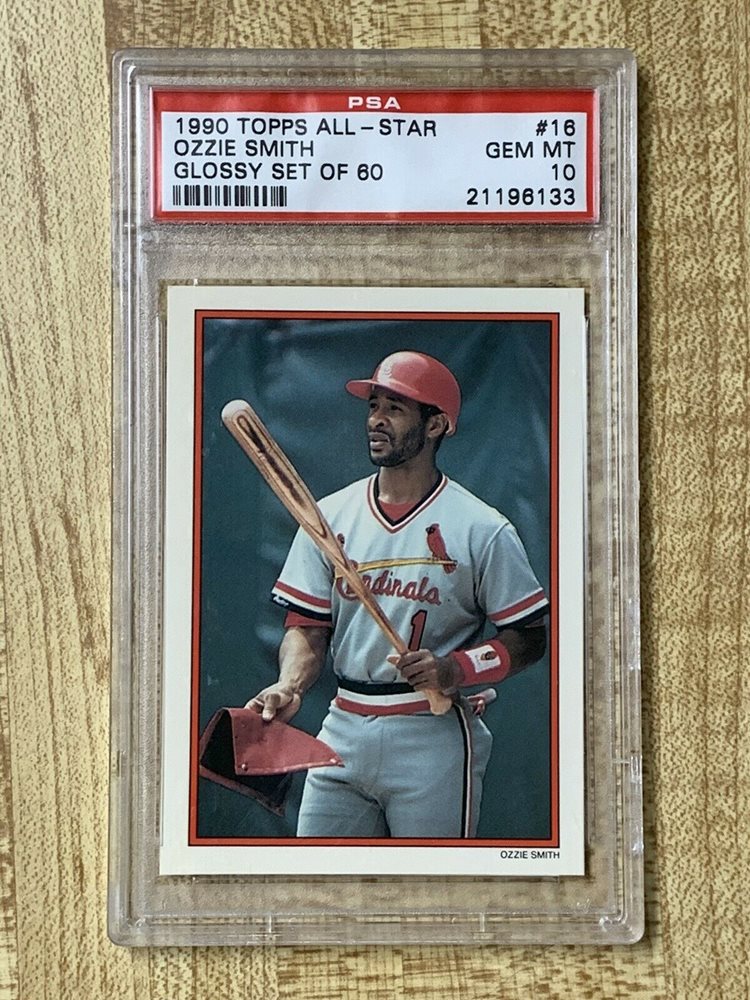 PSA
1990 TOPPS ALL-STAR #16
OZZIE SMITH GEM MT
GLOSSY SET OF 60 10
21196133
Cardinals
1
OZZIE SMITH